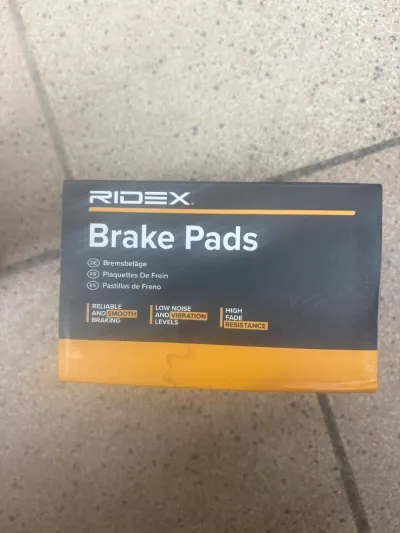 RIDEX
Brake Pads
DE Bremsbeläge
FR Plaquettes De Frein
ES Pastillas de Freno
RELIABLE
AND SMOOTH
BRAKING
LOW NOISE
AND VIBRATION
LEVELS
HIGH
FADE
RESISTANCE